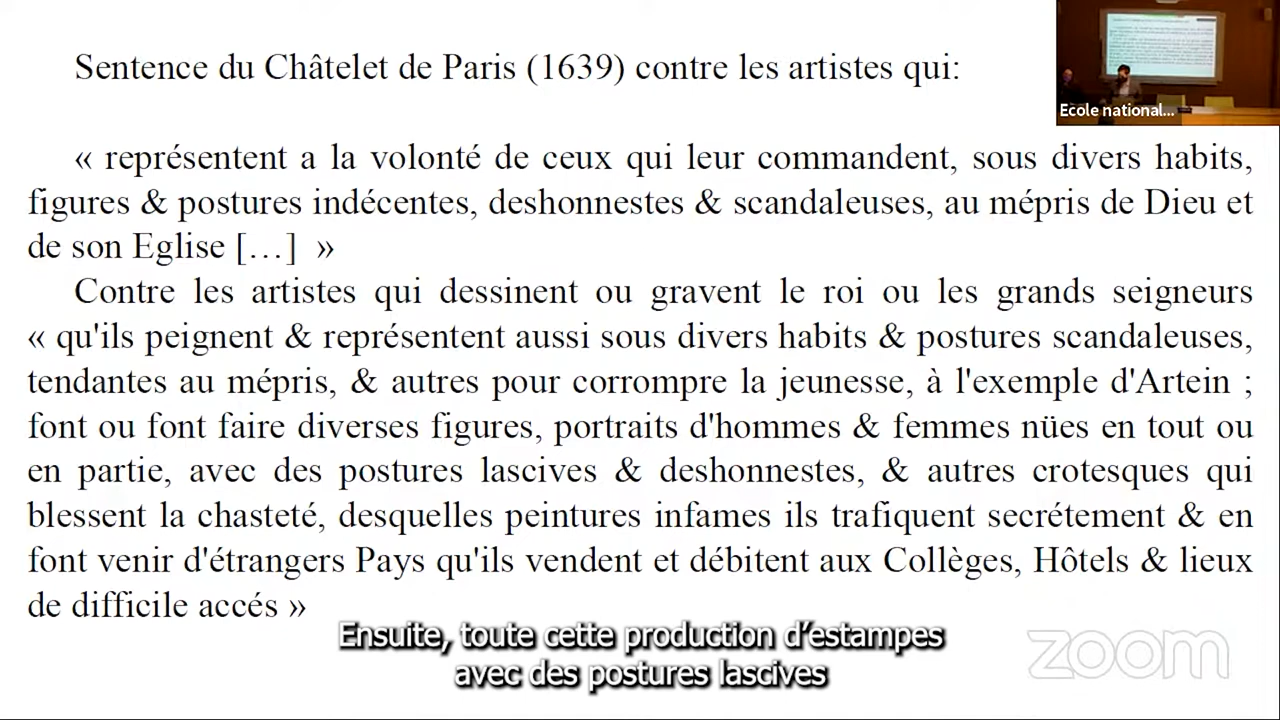 Sentence du Châtelet de Paris (1639) contre les artistes qui:
Ecole national...
« représentent a la volonté de ceux qui leur commandent, sous divers habits,
figures & postures indécentes, deshonnestes & scandaleuses, au mépris de Dieu et
de son Eglise […] »
Contre les artistes qui dessinent ou gravent le roi ou les grands seigneurs
« qu'ils peignent & représentent aussi sous divers habits & postures scandaleuses,
tendantes au mépris, & autres pour corrompre la jeunesse, à l'exemple d'Artein ;
font ou font faire diverses figures, portraits d'hommes & femmes nües en tout ou
en partie, avec des postures lascives & deshonnestes, & autres crotesques qui
blessent la chasteté, desquelles peintures infames ils trafiquent secrétement & en
font venir d'étrangers Pays qu'ils vendent et débitent aux Collèges, Hôtels & lieux
de difficile accés »
Ensuite, toute cette production d’estampes
avec des postures lascives
zoom